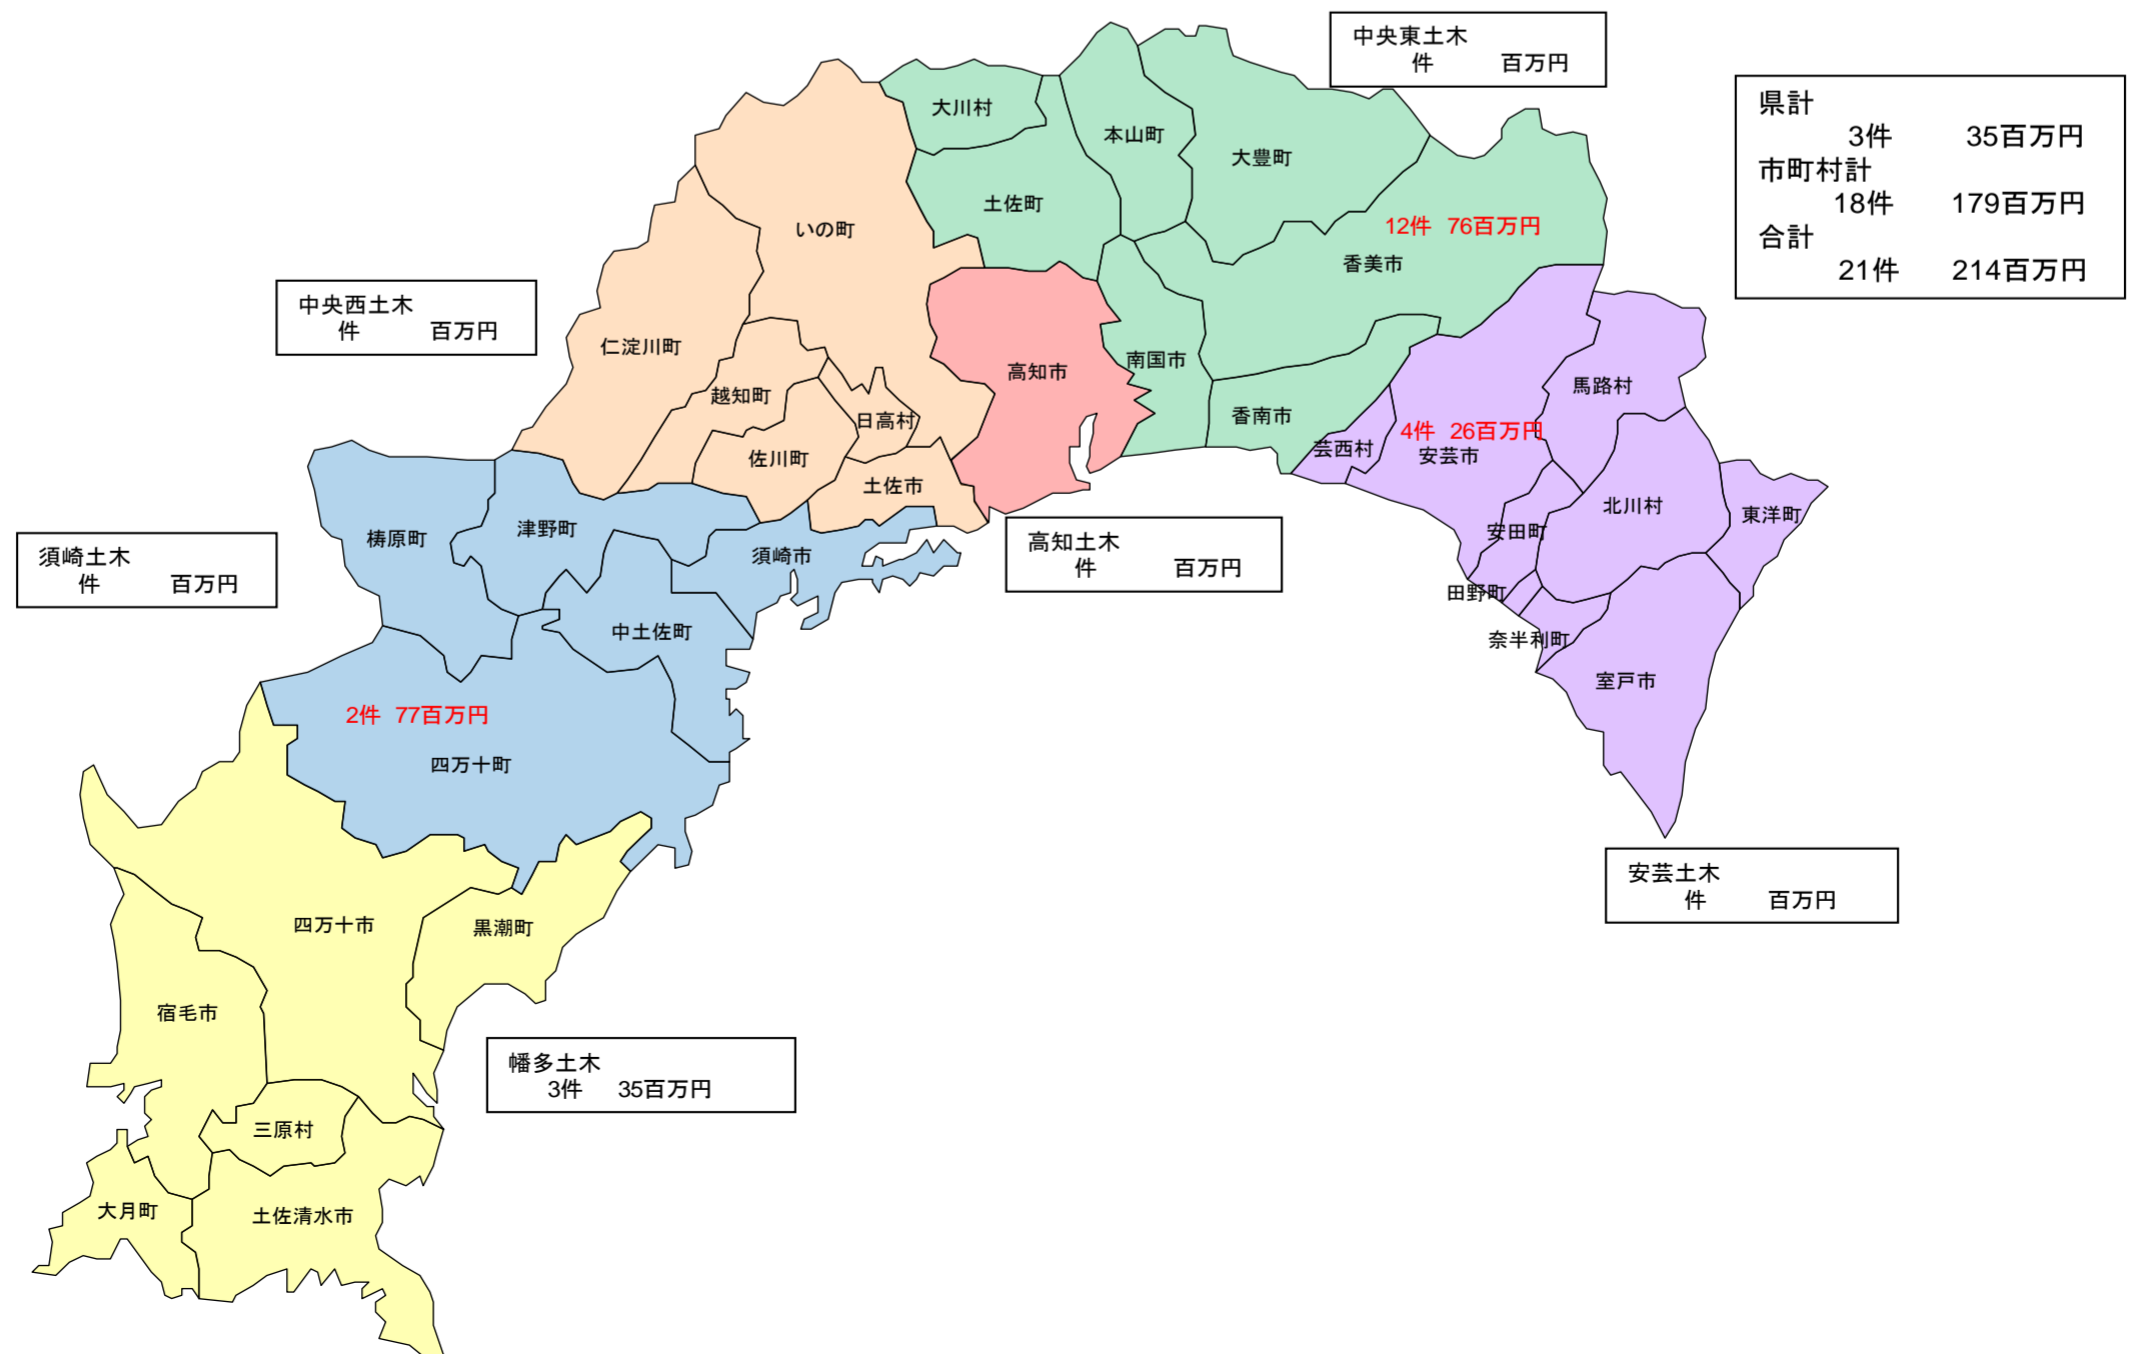 中央東土木
件 百万円
県計
3件 35百万円
市町村計
18件 179百万円
合計
21件 214百万円
大川村
本山町
大豊町
土佐町
いの町
12件 76百万円
香美市
中央西土木
件 百万円
仁淀川町
南国市
高知市
馬路村
越知町
日高村
香南市
4件 26百万円
芸西村
安芸市
佐川町
土佐市
北川村
東洋町
津野町
安田町
梼原町
須崎市
高知土木
件 百万円
須崎土木
件 百万円
田野町
中土佐町
奈半利町
室戸市
2件 77百万円
四万十町
安芸土木
件 百万円
四万十市
黒潮町
宿毛市
幡多土木
3件 35百万円
三原村
大月町
土佐清水市